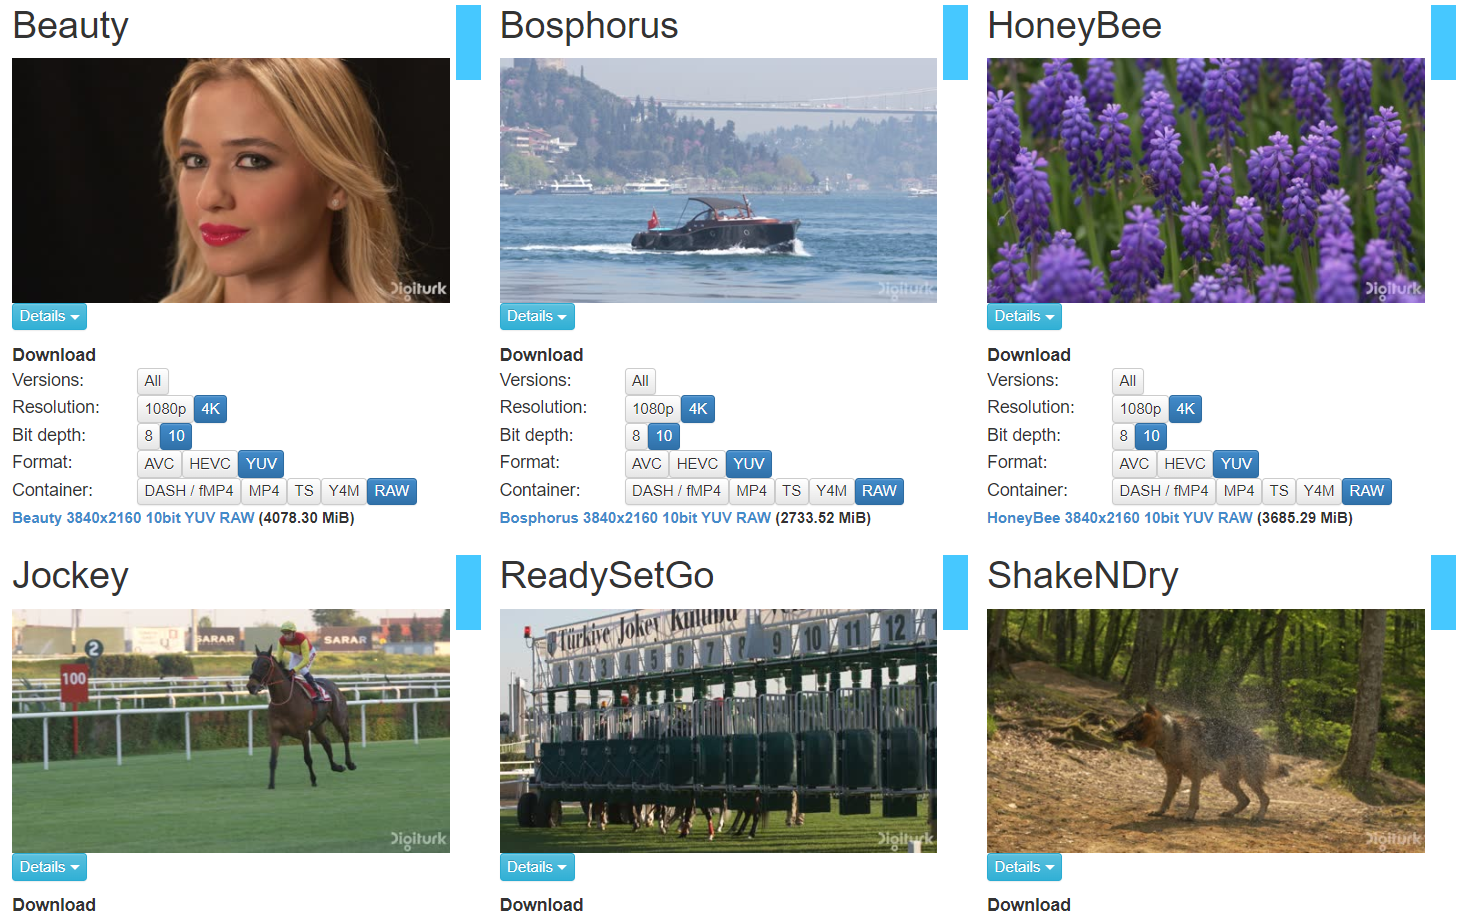 Beauty
Bosphorus
HoneyBee
Digiturk
Digiturk
Digiturk
Details
Details
Details
Download
Versions: All
Resolution: 1080p 4K
Bit depth: 8 10
Format: AVC HEVC YUV
Container: DASH / fMP4 MP4 TS Y4M RAW
Beauty 3840x2160 10bit YUV RAW (4078.30 MiB)
Download
Versions: All
Resolution: 1080p 4K
Bit depth: 8 10
Format: AVC HEVC YUV
Container: DASH / fMP4 MP4 TS Y4M RAW
Bosphorus 3840x2160 10bit YUV RAW (2733.52 MiB)
Download
Versions: All
Resolution: 1080p 4K
Bit depth: 8 10
Format: AVC HEVC YUV
Container: DASH / fMP4 MP4 TS Y4M RAW
HoneyBee 3840x2160 10bit YUV RAW (3685.29 MiB)
Jockey
ReadySetGo
ShakeNDry
SARAR SARAR
2
100
Digiturk
Türkiye Jokey Kulübü
1 2 3 4 5 6 7 8 9 10 11 12
Digiturk
Digiturk
Details
Details
Details
Download
Download
Download